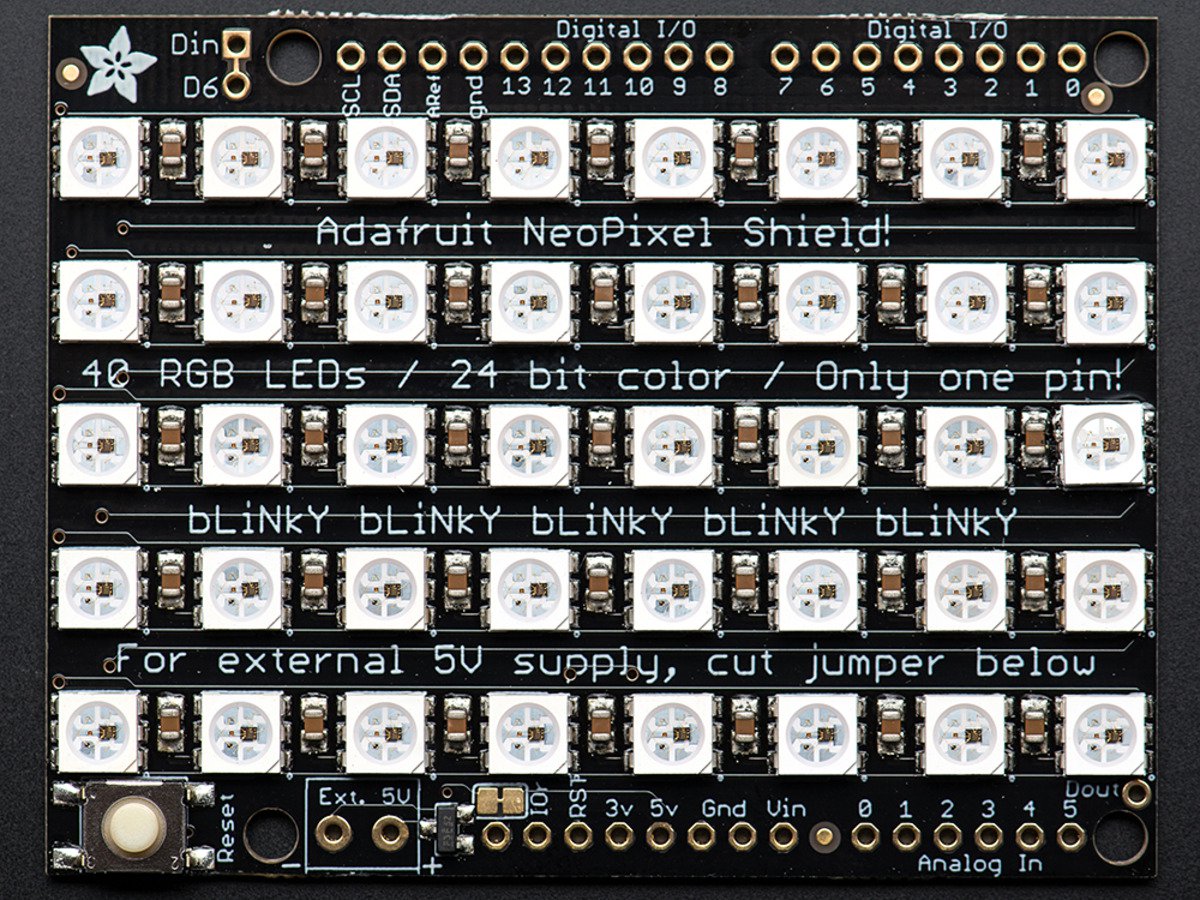 Din
Digital I/O
Digital I/O
D6
SCL
SDA
ARef
gnd
13 12 11 10 9 8
7 6 5 4 3 2 1 0
Adafruit NeoPixel Shield!
40 RGB LEDs / 24 bit color / Only one pin!
bLiNkY bLiNkY bLiNkY bLiNkY bLiNkY
For external 5V supply, cut jumper below
Reset
Ext. 5V
- +
3v 5v Gnd Vin
0 1 2 3 4 5
Dout
Analog In